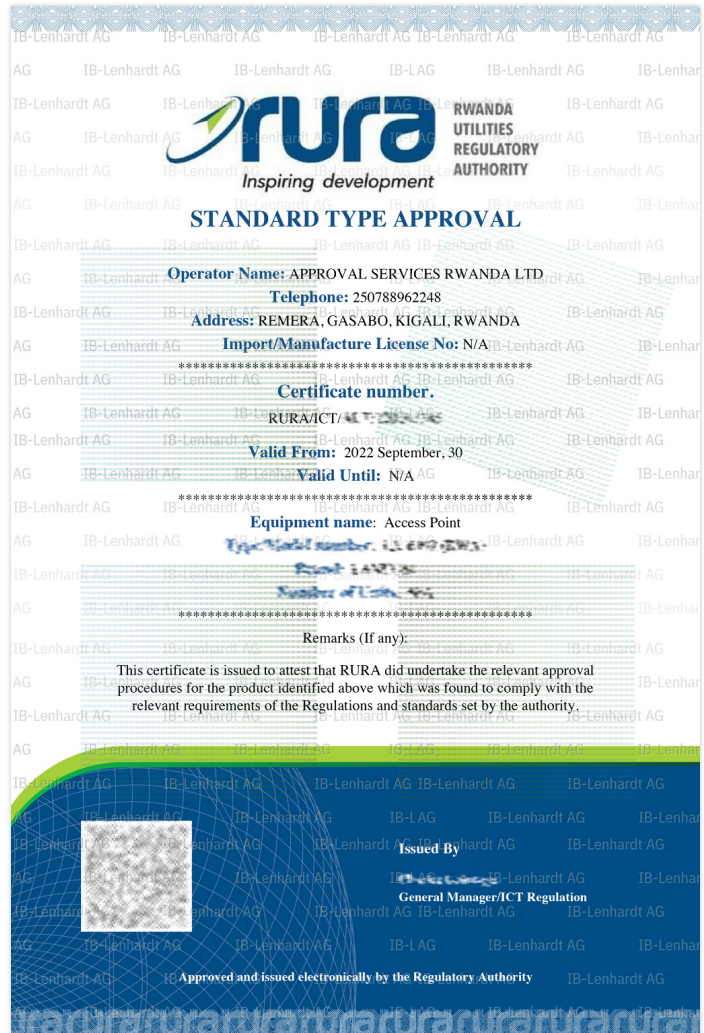 rura
RWANDA
UTILITIES
REGULATORY
AUTHORITY
Inspiring development
STANDARD TYPE APPROVAL
Operator Name: APPROVAL SERVICES RWANDA LTD
Telephone: 250788962248
Address: REMERA, GASABO, KIGALI, RWANDA
Import/Manufacture License No: N/A
************************************************
Certificate number.
RURA/ICT/
Valid From: 2022 September, 30
Valid Until: N/A
************************************************
Equipment name: Access Point
************************************************
Remarks (If any):
This certificate is issued to attest that RURA did undertake the relevant approval
procedures for the product identified above which was found to comply with the
relevant requirements of the Regulations and standards set by the authority.
Issued By
General Manager/ICT Regulation
Approved and issued electronically by the Regulatory Authority
IB-Lenhardt AG